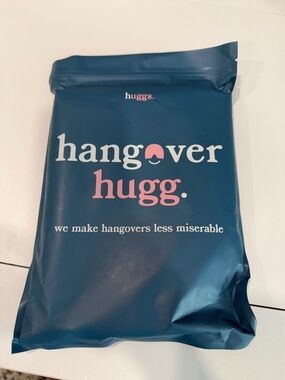 huggs.
hangover
hugg.
we make hangovers less miserable